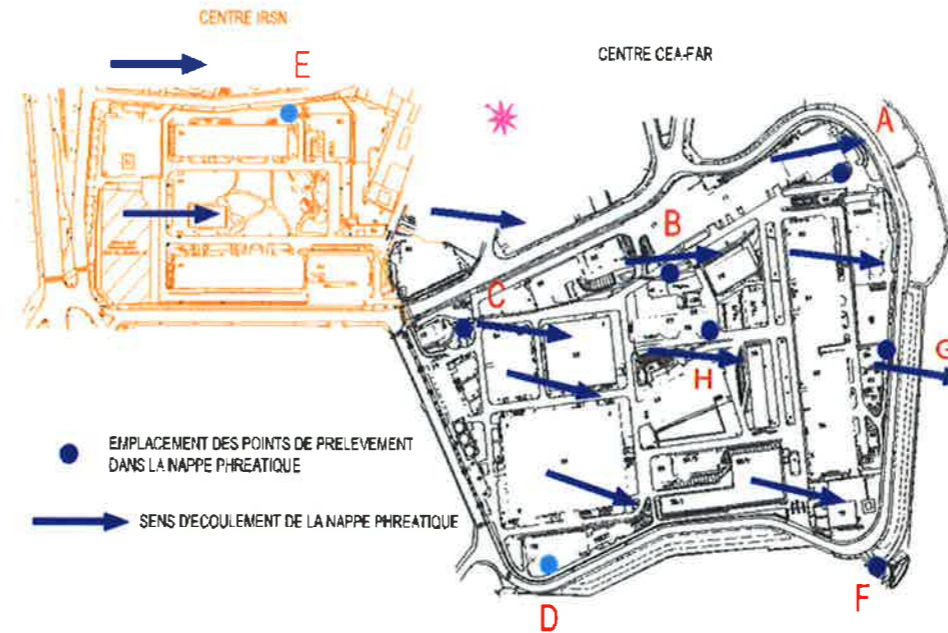 CENTRE IRSN
E
CENTRE CEA-FAR
A
B
C
G
H
EMPLACEMENT DES POINTS DE PRELEVEMENT
DANS LA NAPPE PHREATIQUE
SENS D'ECOULEMENT DE LA NAPPE PHREATIQUE
D
F